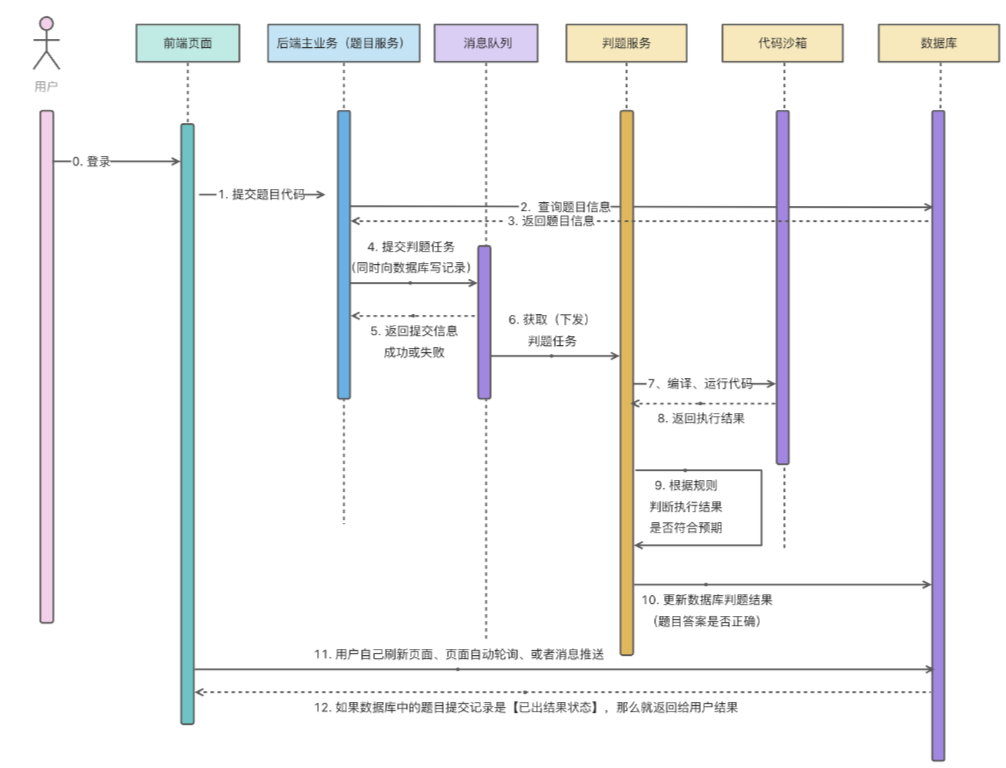 前端页面
后端主业务（题目服务）
消息队列
判题服务
代码沙箱
数据库
用户
0. 登录
1. 提交题目代码
2. 查询题目信息
3. 返回题目信息
4. 提交判题任务
(同时向数据库写记录)
5. 返回提交信息
成功或失败
6. 获取（下发）
判题任务
7、编译、运行代码
8. 返回执行结果
9. 根据规则
判断执行结果
是否符合预期
10. 更新数据库判题结果
（题目答案是否正确）
11. 用户自己刷新页面、页面自动轮询、或者消息推送
12. 如果数据库中的题目提交记录是【已出结果状态】，那么就返回给用户结果